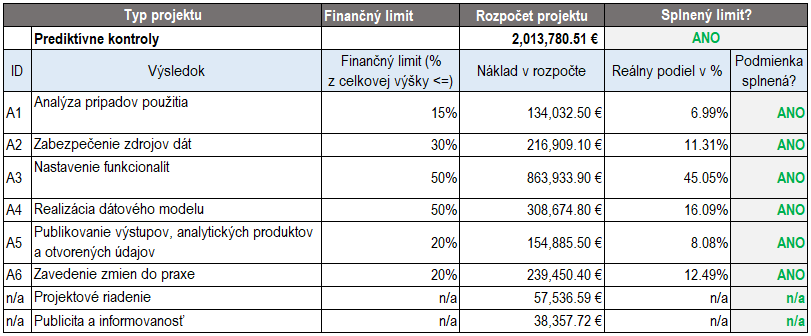 Typ projektu Finančný limit Rozpočet projektu Splnený limit?
Prediktívne kontroly 2,013,780.51 € ANO
ID Výsledok Finančný limit (% z celkovej výšky <=) Náklad v rozpočte Reálny podiel v % Podmienka splnená?
A1 Analýza prípadov použitia 15% 134,032.50 € 6.99% ANO
A2 Zabezpečenie zdrojov dát 30% 216,909.10 € 11.31% ANO
A3 Nastavenie funkcionalít 50% 863,933.90 € 45.05% ANO
A4 Realizácia dátového modelu 50% 308,674.80 € 16.09% ANO
A5 Publikovanie výstupov, analytických produktov a otvorených údajov 20% 154,885.50 € 8.08% ANO
A6 Zavedenie zmien do praxe 20% 239,450.40 € 12.49% ANO
n/a Projektové riadenie n/a 57,536.59 € n/a n/a
n/a Publicita a informovanosť n/a 38,357.72 € n/a n/a